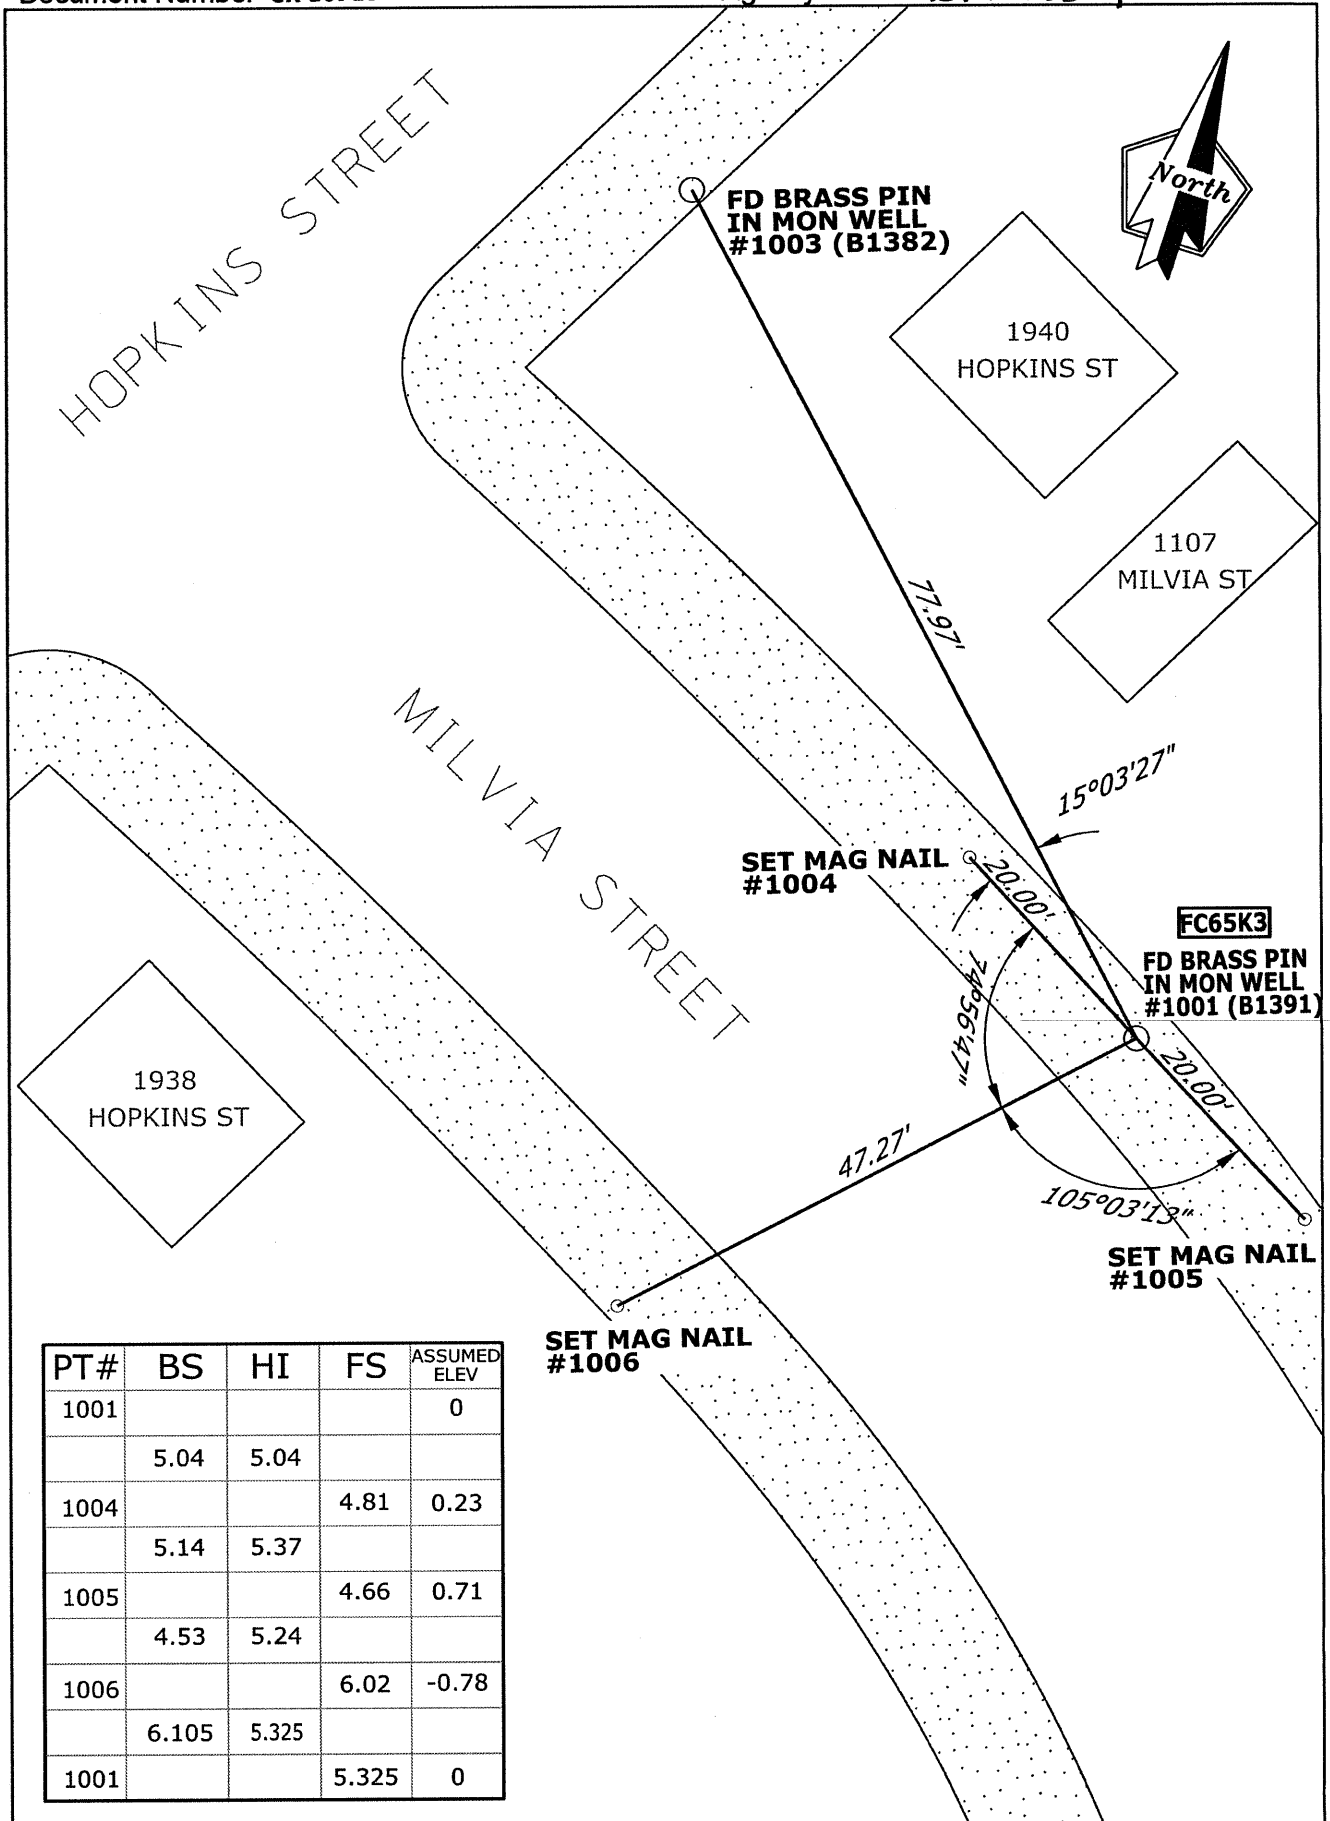 Document Number
HOPKINS STREET
North
FD BRASS PIN
IN MON WELL
#1003 (B1382)
1940
HOPKINS ST
1107
MILVIA ST
77.97'
MILVIA STREET
15°03'27"
SET MAG NAIL
#1004
20.00'
FC65K3
FD BRASS PIN
IN MON WELL
#1001 (B1391)
74°56'47"
20.00'
1938
HOPKINS ST
47.27'
105°03'13"
SET MAG NAIL
#1005
SET MAG NAIL
#1006
PT# BS HI FS ASSUMED
ELEV
1001 0
5.04 5.04
1004 4.81 0.23
5.14 5.37
1005 4.66 0.71
4.53 5.24
1006 6.02 -0.78
6.105 5.325
1001 5.325 0